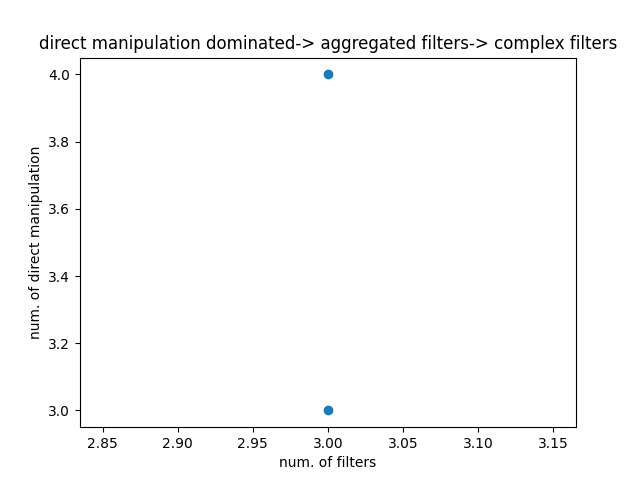 direct manipulation dominated-> aggregated filters-> complex filters
num. of direct manipulation
4.0
3.8
3.6
3.4
3.2
3.0
2.85 2.90 2.95 3.00 3.05 3.10 3.15
num. of filters